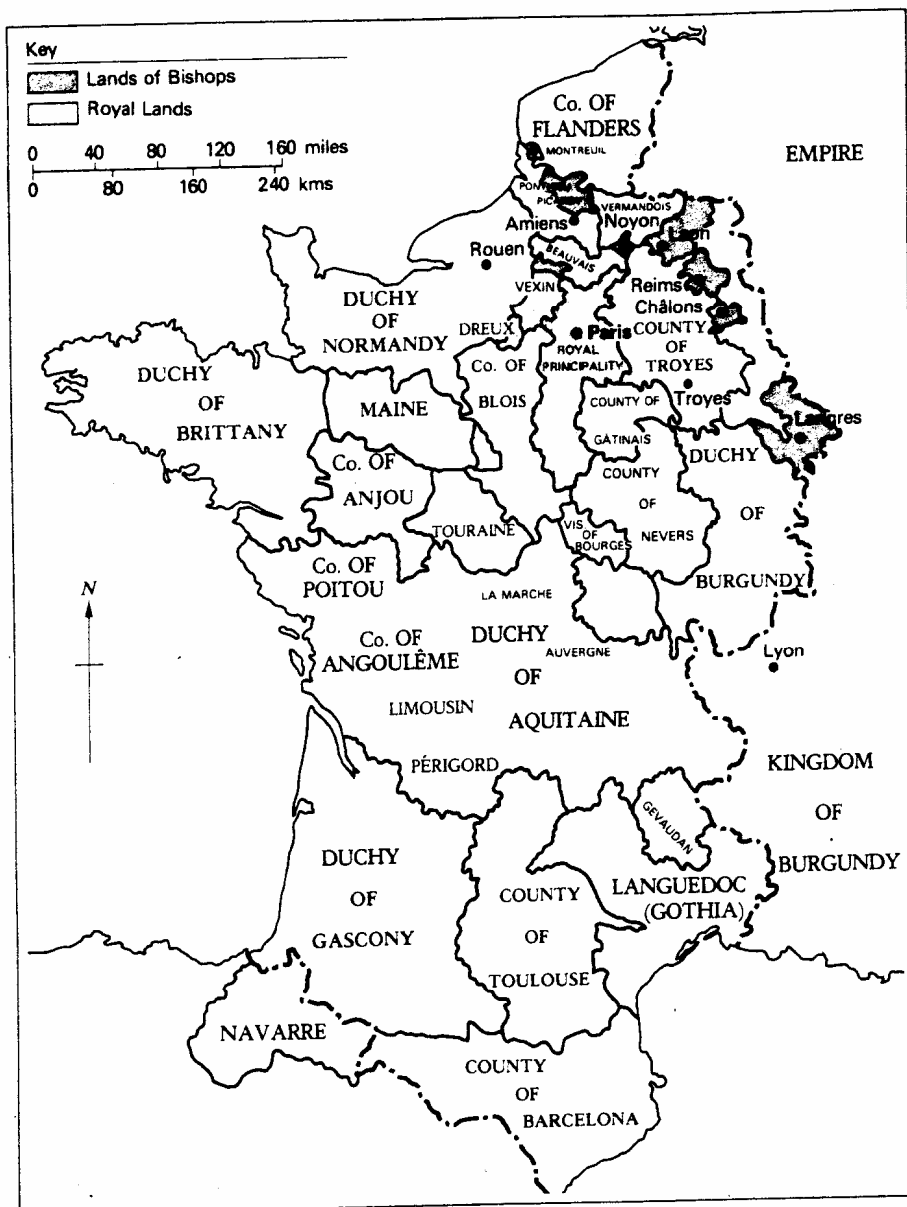 Key
Lands of Bishops
Royal Lands
0 40 80 120 160 miles
0 80 160 240 kms
Co. OF
FLANDERS
MONTREUIL
EMPIRE
VERMANDOIS
Amiens
Noyon
Laon
Rouen
BEAUVAIS
Reims
VEXIN
Châlons
DUCHY
OF
NORMANDY
DREUX
Paris
ROYAL
PRINCIPALITY
COUNTY
OF
TROYES
Troyes
Co. OF
BLOIS
DUCHY
OF
BRITTANY
MAINE
COUNTY OF
GÂTINAIS
Langres
DUCHY
OF
BURGUNDY
Co. OF
ANJOU
TOURAINE
COUNTY
OF
NEVERS
VIS.
OF
BOURGES
Co. OF
POITOU
N
LA MARCHE
Co. OF
ANGOULÊME
DUCHY
OF
AQUITAINE
AUVERGNE
Lyon
LIMOUSIN
PÉRIGORD
KINGDOM
OF
BURGUNDY
GEVAUDAN
DUCHY
OF
GASCONY
COUNTY
OF
TOULOUSE
LANGUEDOC
(GOTHIA)
NAVARRE
COUNTY
OF
BARCELONA